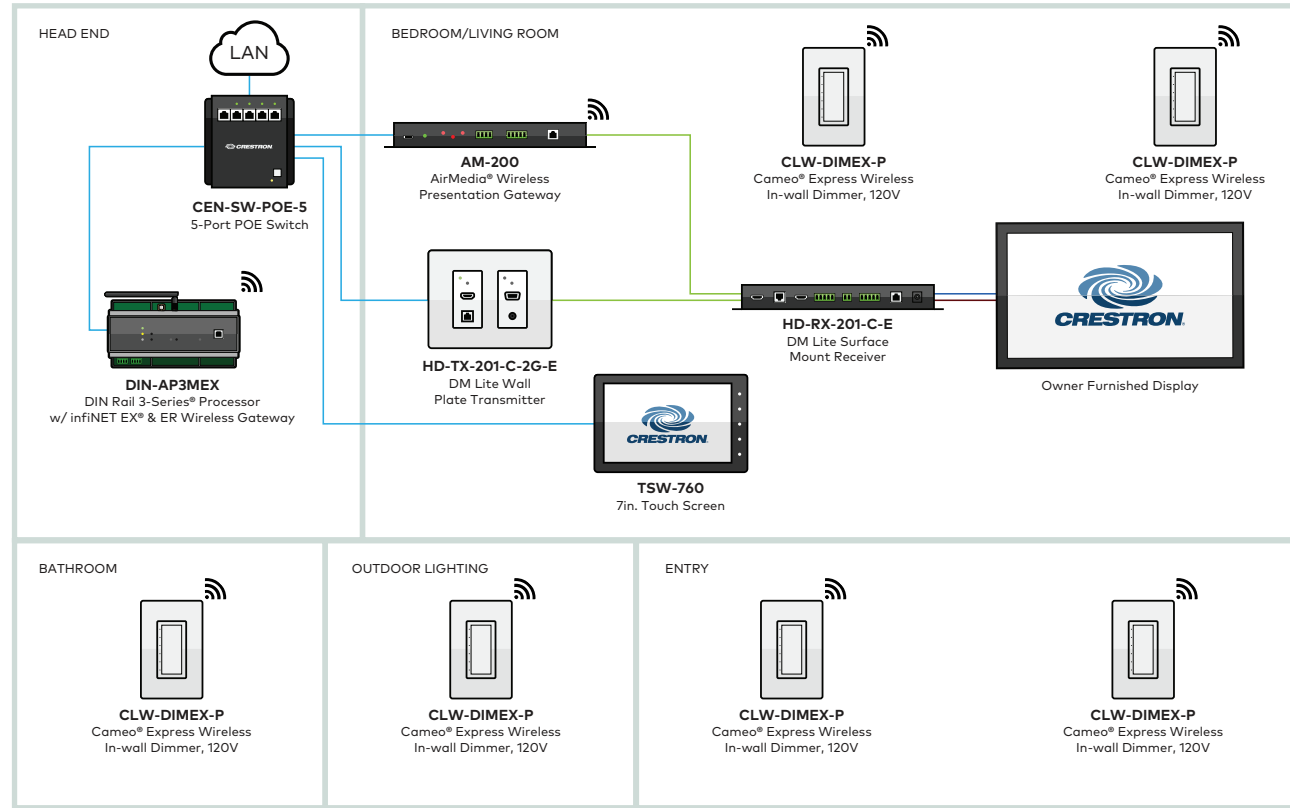 HEAD END
LAN
CRESTRON
CEN-SW-POE-5
5-Port POE Switch
DIN-AP3MEX
DIN Rail 3-Series® Processor
w/ infiNET EX® & ER Wireless Gateway
BEDROOM/LIVING ROOM
AM-200
AirMedia® Wireless
Presentation Gateway
CLW-DIMEX-P
Cameo® Express Wireless
In-wall Dimmer, 120V
CLW-DIMEX-P
Cameo® Express Wireless
In-wall Dimmer, 120V
HD-TX-201-C-2G-E
DM Lite Wall
Plate Transmitter
HD-RX-201-C-E
DM Lite Surface
Mount Receiver
CRESTRON.
Owner Furnished Display
CRESTRON.
TSW-760
7in. Touch Screen
BATHROOM
CLW-DIMEX-P
Cameo® Express Wireless
In-wall Dimmer, 120V
OUTDOOR LIGHTING
CLW-DIMEX-P
Cameo® Express Wireless
In-wall Dimmer, 120V
ENTRY
CLW-DIMEX-P
Cameo® Express Wireless
In-wall Dimmer, 120V
CLW-DIMEX-P
Cameo® Express Wireless
In-wall Dimmer, 120V